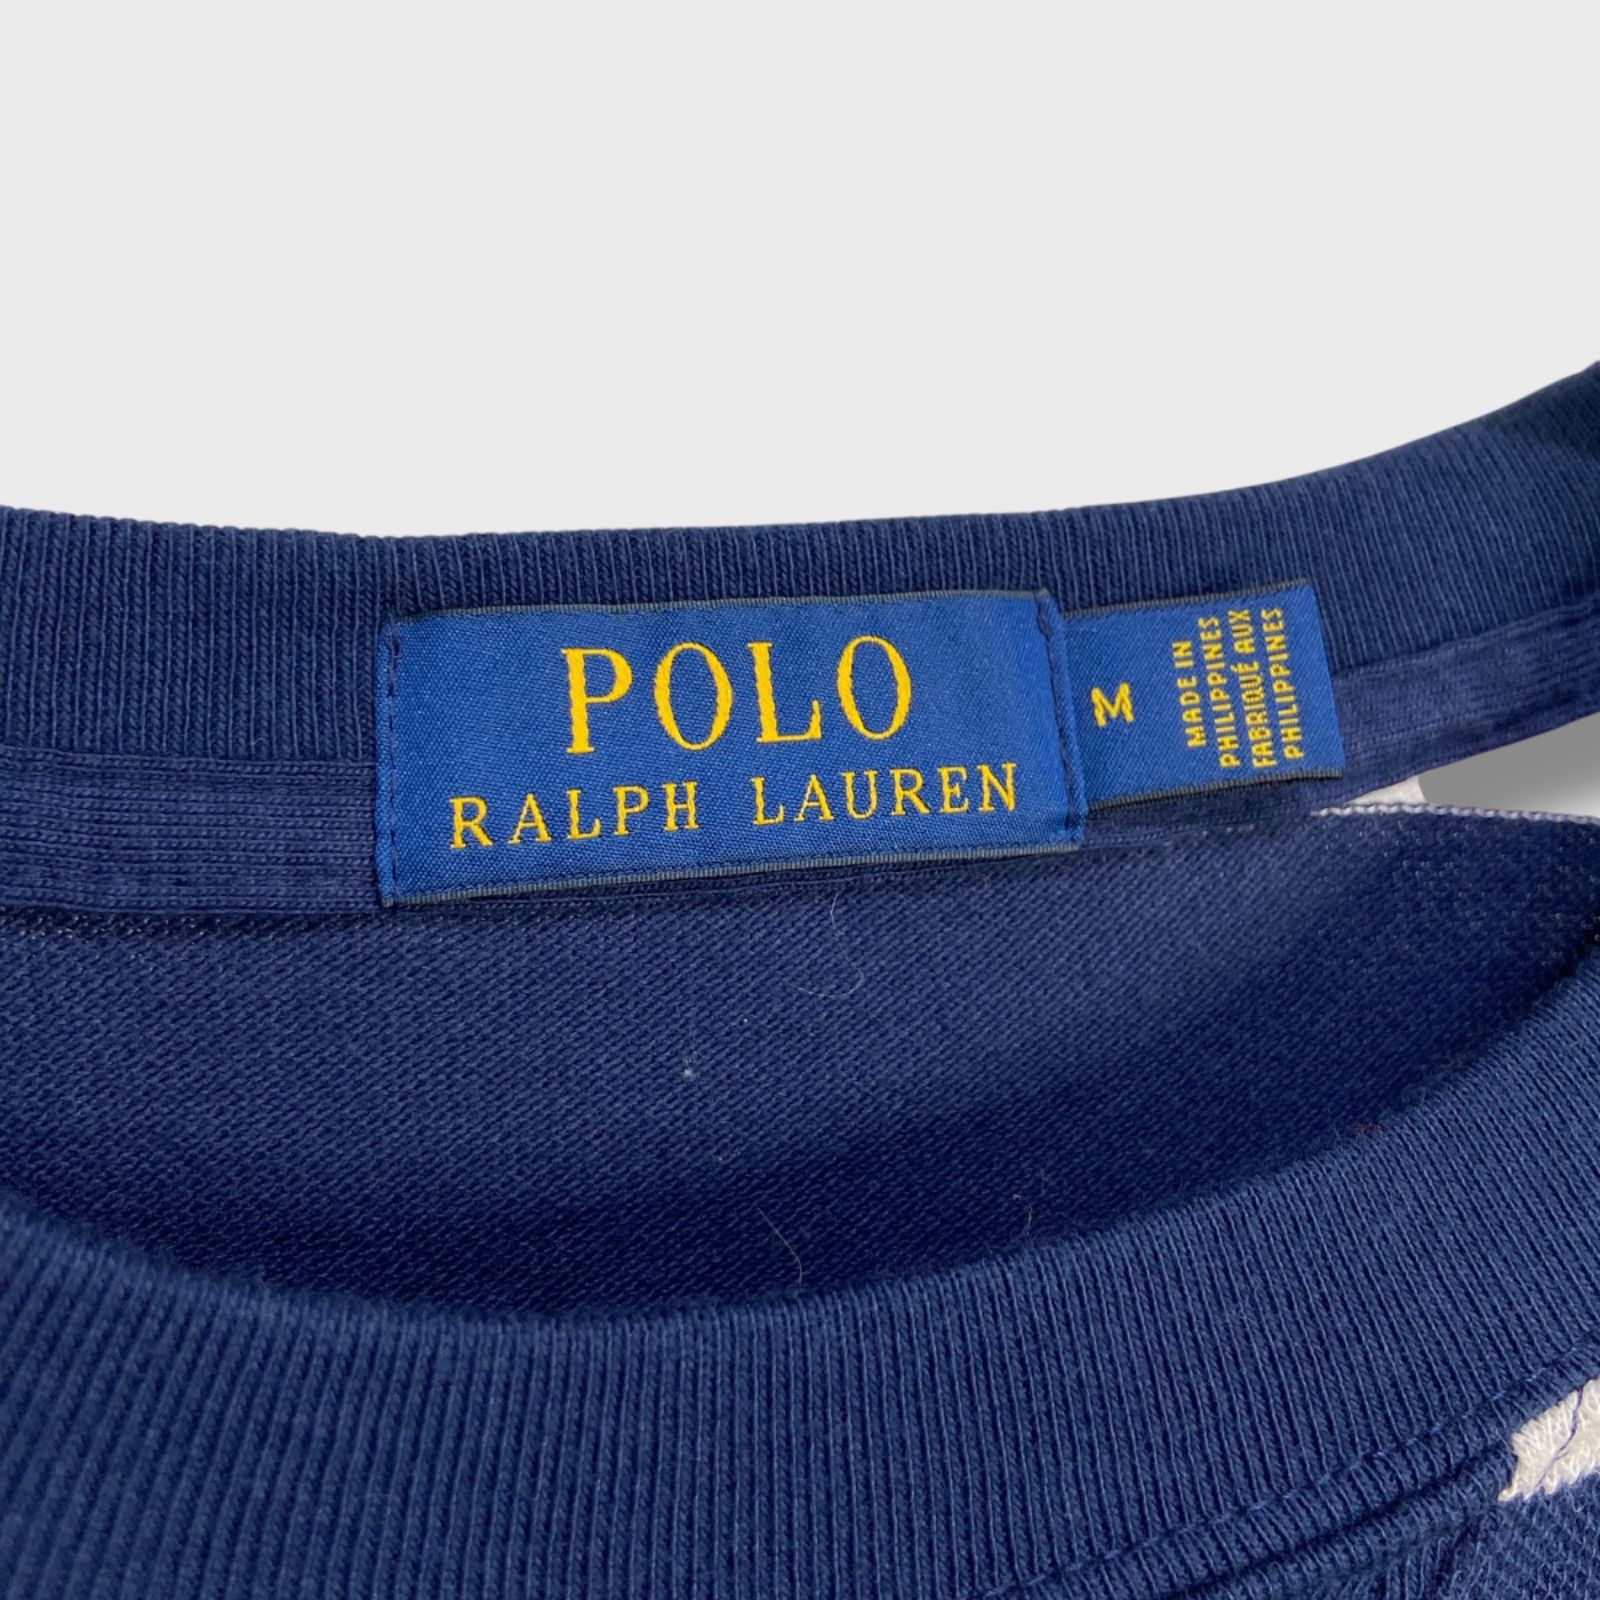 POLO
RALPH LAUREN
M
MADE IN
PHILIPPINES
FABRIQUÉ AUX
PHILIPPINES